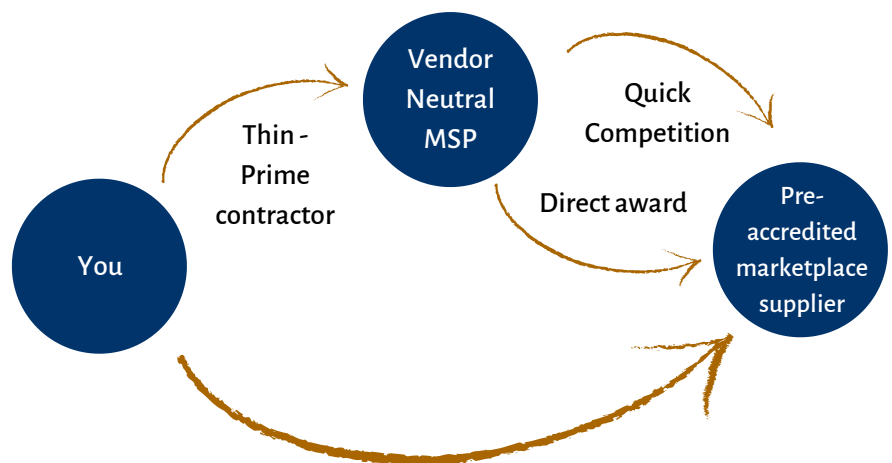 You
Thin -
Prime
contractor
Vendor
Neutral
MSP
Quick
Competition
Direct award
Pre-
accredited
marketplace
supplier